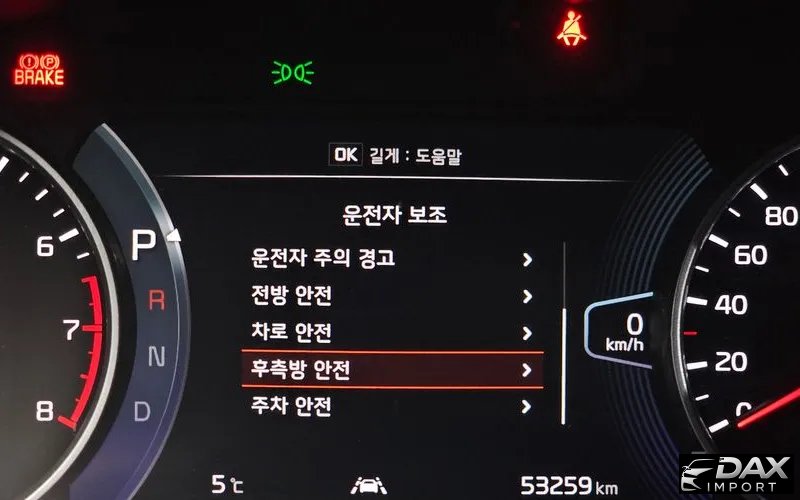 BRAKE
OK 길게 : 도움말
운전자 보조
운전자 주의 경고
전방 안전
차로 안전
후측방 안전
주차 안전
P
R
N
D
6
7
8
80
60
40
20
0
0
km/h
5℃
53259 km
DAX
IMPORT